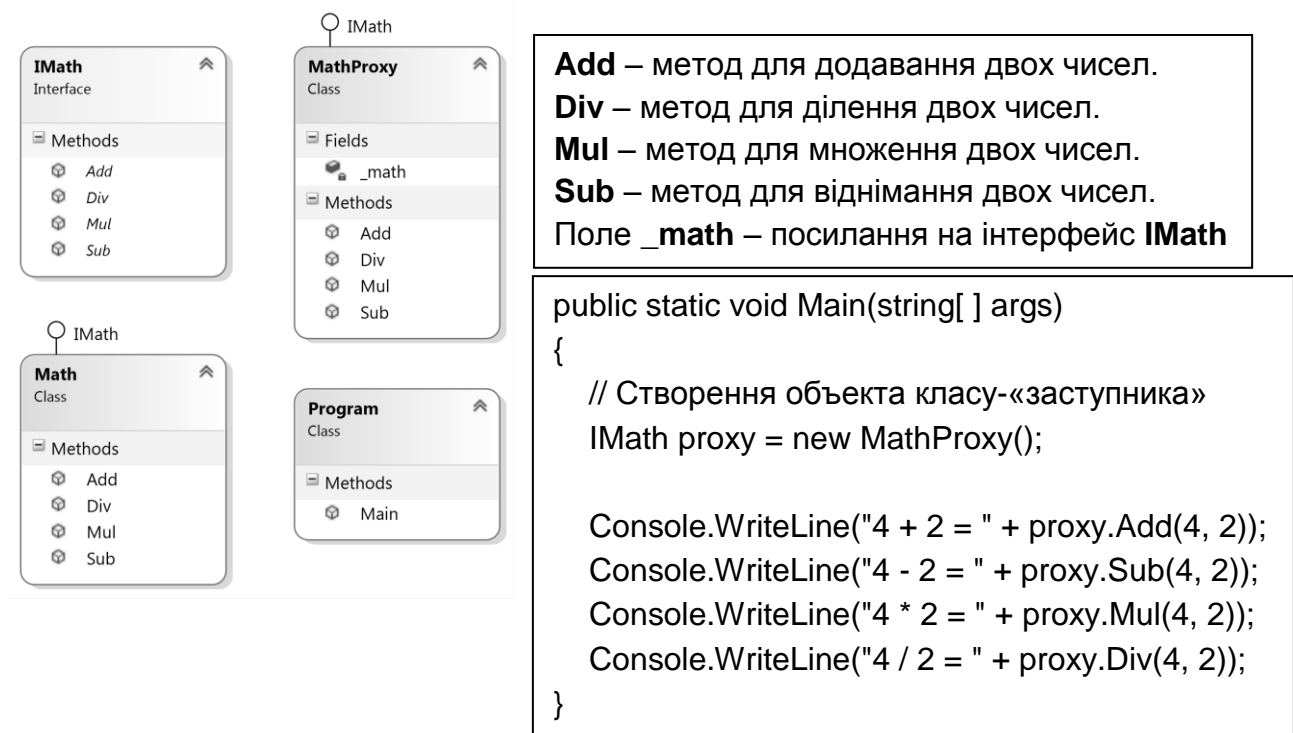 IMath
Interface
Methods
Add
Div
Mul
Sub
IMath
Math
Class
Methods
Add
Div
Mul
Sub
IMath
MathProxy
Class
Fields
_math
Methods
Add
Div
Mul
Sub
Program
Class
Methods
Main
Add – метод для додавання двох чисел.
Div – метод для ділення двох чисел.
Mul – метод для множення двох чисел.
Sub – метод для віднімання двох чисел.
Поле _math – посилання на інтерфейс IMath
public static void Main(string[ ] args)
{
// Створення объекта класу-«заступника»
IMath proxy = new MathProxy();
Console.WriteLine("4 + 2 = " + proxy.Add(4, 2));
Console.WriteLine("4 - 2 = " + proxy.Sub(4, 2));
Console.WriteLine("4 * 2 = " + proxy.Mul(4, 2));
Console.WriteLine("4 / 2 = " + proxy.Div(4, 2));
}